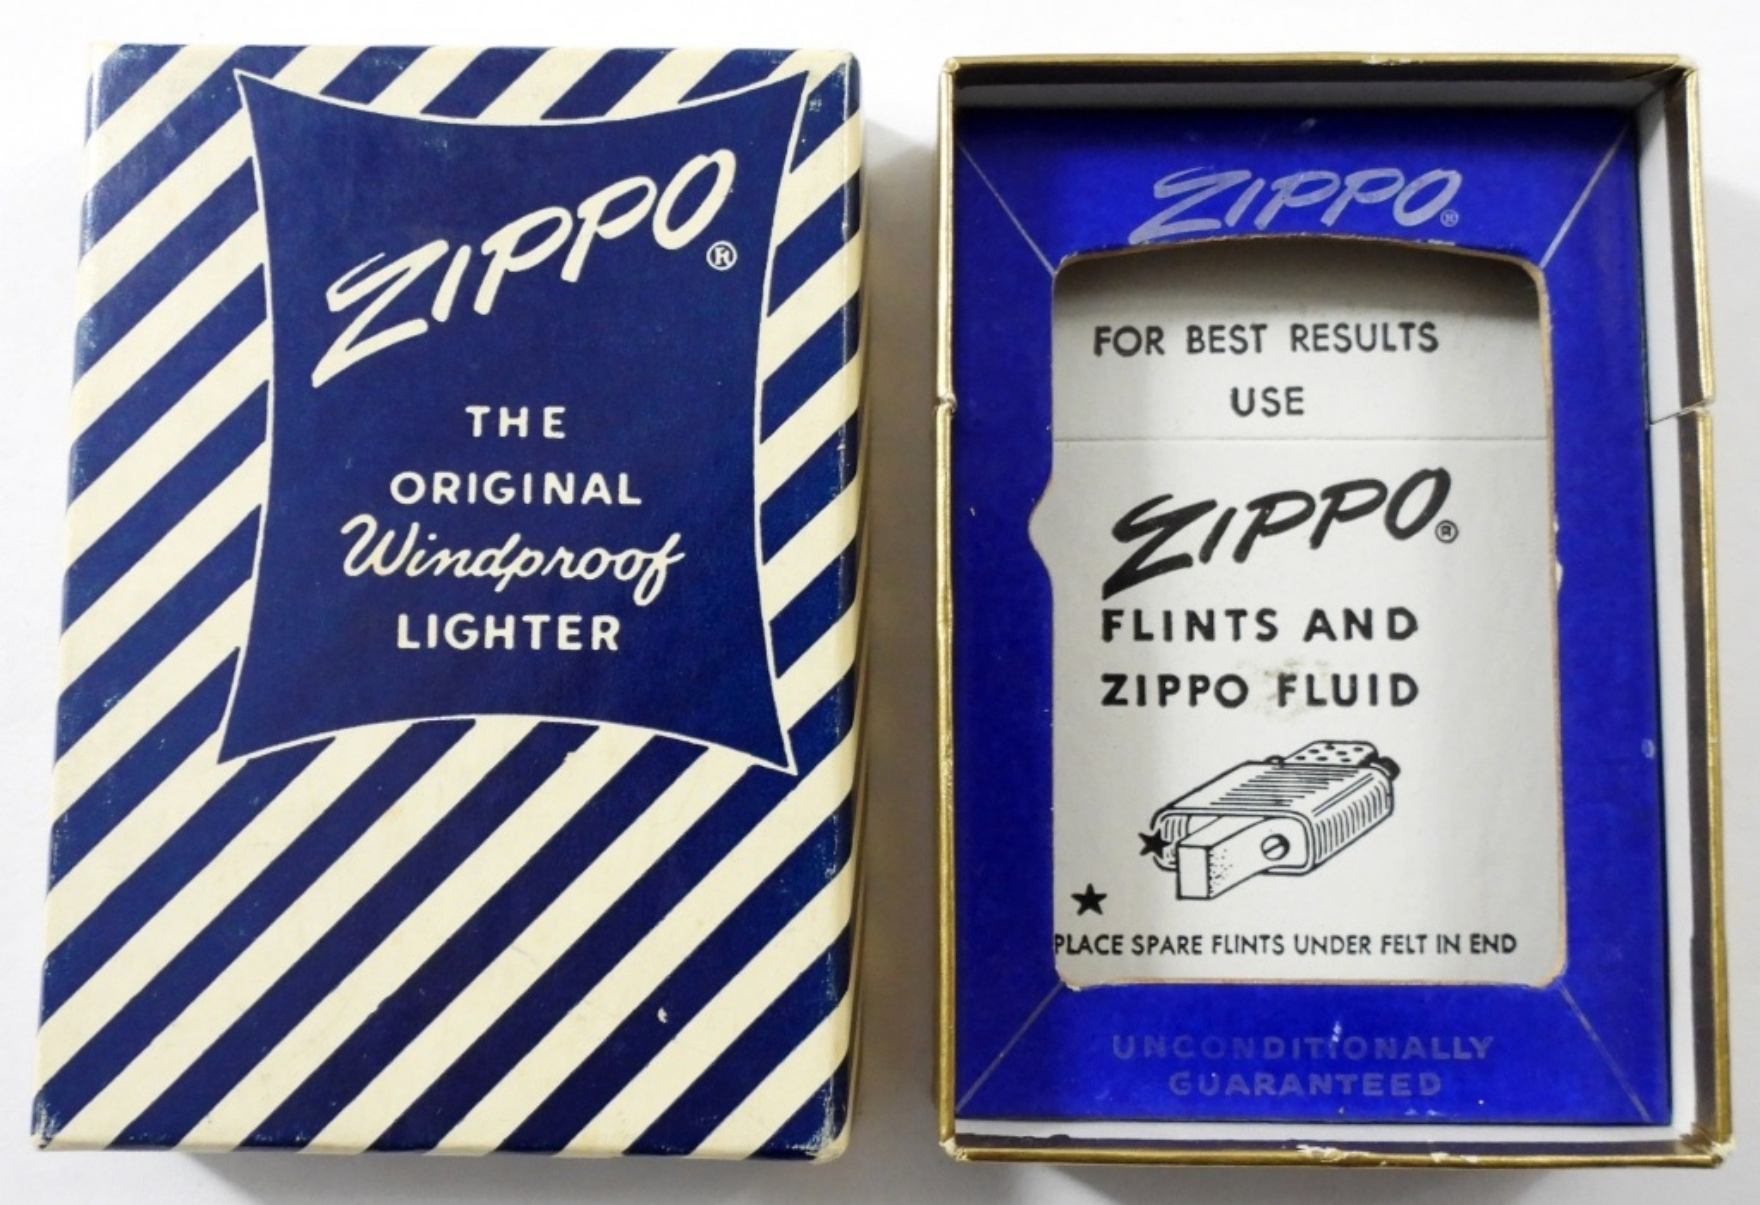 ZIPPO®
THE
ORIGINAL
Windproof
LIGHTER
ZIPPO®
FOR BEST RESULTS
USE
ZIPPO®
FLINTS AND
ZIPPO FLUID
PLACE SPARE FLINTS UNDER FELT IN END
UNCONDITIONALLY
GUARANTEED